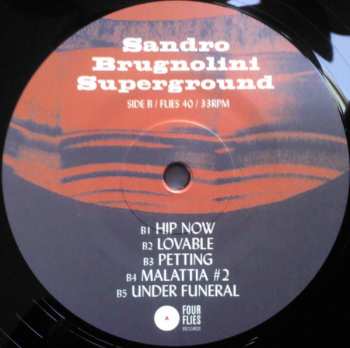 Sandro
Brugnolini
Superground
SIDE B / FLIES 40 / 33RPM
B1 HIP NOW
B2 LOVABLE
B3 PETTING
B4 MALATTIA #2
B5 UNDER FUNERAL
FOUR
FLIES
RECORDS